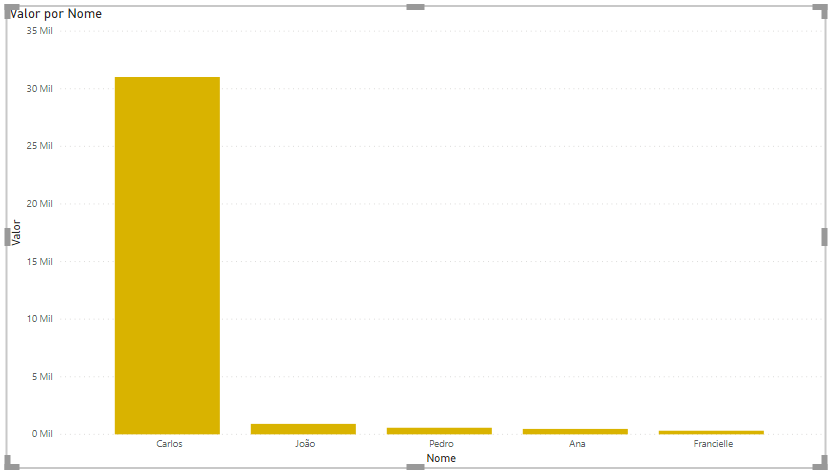 Valor por Nome
35 Mil
30 Mil
25 Mil
20 Mil
15 Mil
10 Mil
5 Mil
0 Mil
Valor
Carlos
João
Pedro
Ana
Francielle
Nome